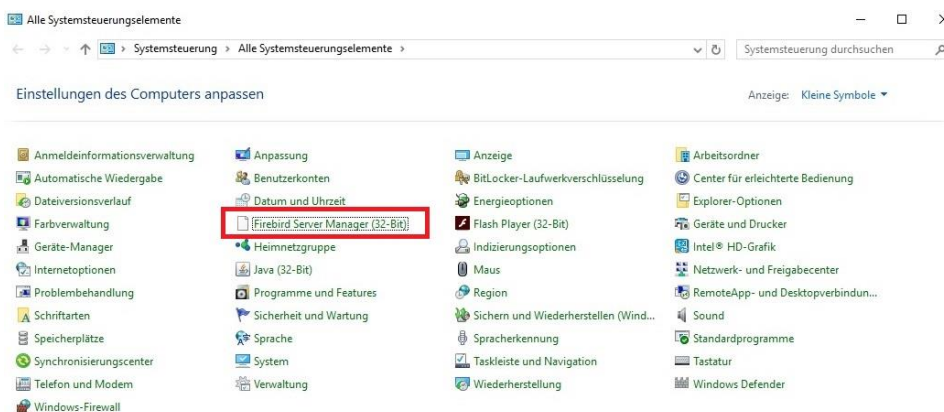 Alle Systemsteuerungselemente
Systemsteuerung > Alle Systemsteuerungselemente >
Systemsteuerung durchsuchen
Einstellungen des Computers anpassen
Anzeige: Kleine Symbole
Anmeldeinformationsverwaltung
Anpassung
Anzeige
Arbeitsordner
Automatische Wiedergabe
Benutzerkonten
BitLocker-Laufwerkverschlüsselung
Center für erleichterte Bedienung
Dateiversionsverlauf
Datum und Uhrzeit
Energieoptionen
Explorer-Optionen
Farbverwaltung
Firebird Server Manager (32-Bit)
Flash Player (32-Bit)
Geräte und Drucker
Geräte-Manager
Heimnetzgruppe
Indizierungsoptionen
Intel® HD-Grafik
Internetoptionen
Java (32-Bit)
Maus
Netzwerk- und Freigabecenter
Problembehandlung
Programme und Features
Region
RemoteApp- und Desktopverbindun...
Schriftarten
Sicherheit und Wartung
Sichern und Wiederherstellen (Wind...
Sound
Speicherplätze
Sprache
Spracherkennung
Standardprogramme
Synchronisierungscenter
System
Taskleiste und Navigation
Tastatur
Telefon und Modem
Verwaltung
Wiederherstellung
Windows Defender
Windows-Firewall